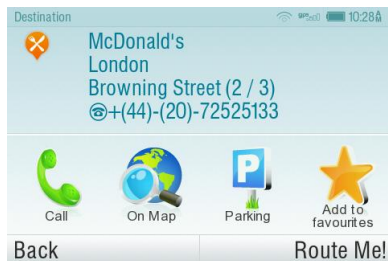 Destination 10:28
McDonald's
London
Browning Street (2 / 3)
☎+(44)-(20)-72525133
P
Call On Map Parking Add to favourites
Back Route Me!